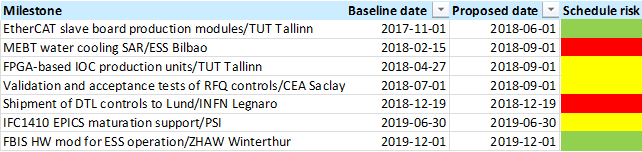 Milestone Baseline date Proposed date Schedule risk
EtherCAT slave board production modules/TUT Tallinn 2017-11-01 2018-06-01
MEBT water cooling SAR/ESS Bilbao 2018-02-15 2018-09-01
FPGA-based IOC production units/TUT Tallinn 2018-04-27 2018-09-01
Validation and acceptance tests of RFQ controls/CEA Saclay 2018-07-01 2018-09-01
Shipment of DTL controls to Lund/INFN Legnaro 2018-12-19 2018-12-19
IFC1410 EPICS maturation support/PSI 2019-06-30 2019-06-30
FBIS HW mod for ESS operation/ZHAW Winterthur 2019-12-01 2019-12-01